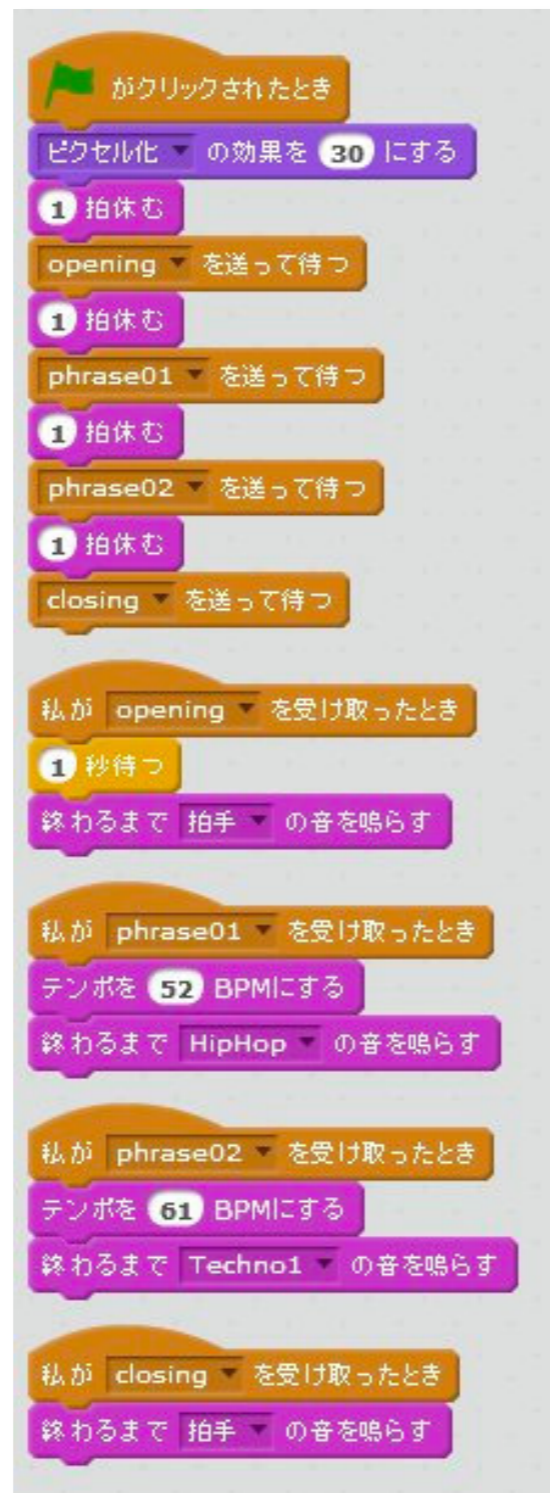 がクリックされたとき
ピクセル化 の効果を 30 にする
1 拍休む
opening を送って待つ
1 拍休む
phrase01 を送って待つ
1 拍休む
phrase02 を送って待つ
1 拍休む
closing を送って待つ
私が opening を受け取ったとき
1 秒待つ
終わるまで 拍手 の音を鳴らす
私が phrase01 を受け取ったとき
テンポを 52 BPMにする
終わるまで HipHop の音を鳴らす
私が phrase02 を受け取ったとき
テンポを 61 BPMにする
終わるまで Techno1 の音を鳴らす
私が closing を受け取ったとき
終わるまで 拍手 の音を鳴らす